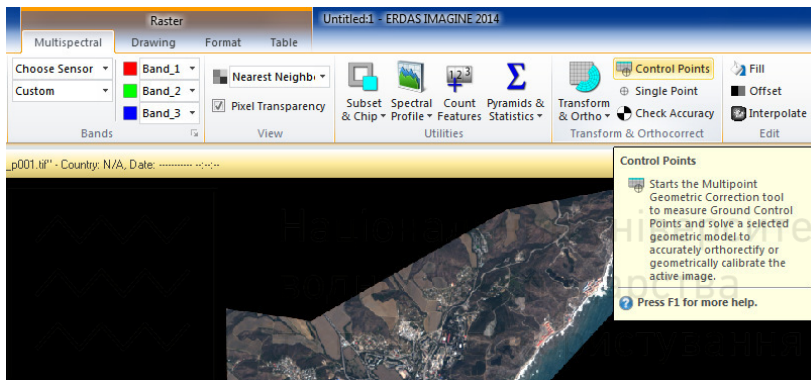 Raster
Untitled:1 - ERDAS IMAGINE 2014
Multispectral Drawing Format Table
Choose Sensor
Custom
Band_1
Band_2
Band_3
Bands
Nearest Neighb
Pixel Transparency
View
Subset & Chip
Spectral Profile
Count Features
Pyramids & Statistics
Utilities
Transform & Ortho
Control Points
Single Point
Check Accuracy
Transform & Orthocorrect
Fill
Offset
Interpolate
Edit
_p001.tif" - Country: N/A, Date: ----------- --:--:--
Control Points
Starts the Multipoint
Geometric Correction tool
to measure Ground Control
Points and solve a selected
geometric model to
accurately orthorectify or
geometrically calibrate the
active image.
Press F1 for more help.